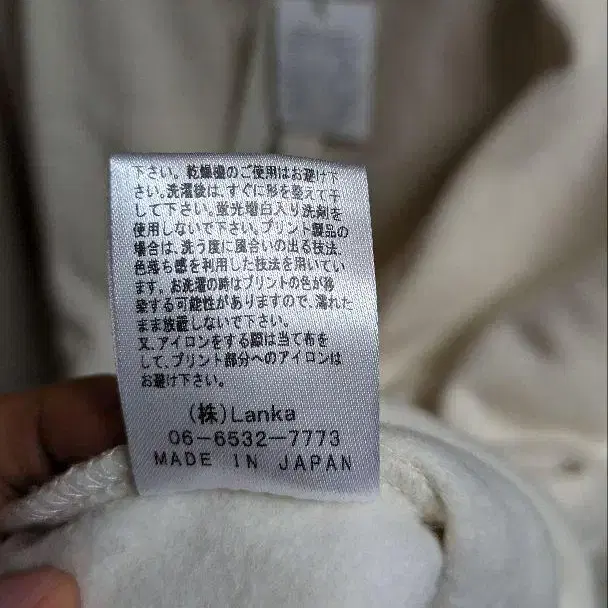 下さい。乾燥機のご使用はお避け下
さい。洗濯後は、すぐに形を整えて干
して下さい。蛍光増白入り洗剤を
使用しないで下さい。プリント製品の
場合は、洗う度に風合いの出る技法、
色落ち感を利用した技法を用いてい
ます。お洗濯の時はプリントの色が移
染する可能性がありますので、濡れた
まま放置しないで下さい。
又、アイロンをする際は当て布を
して、プリント部分へのアイロンは
お避け下さい。
(株)Lanka
06-6532-7773
MADE IN JAPAN